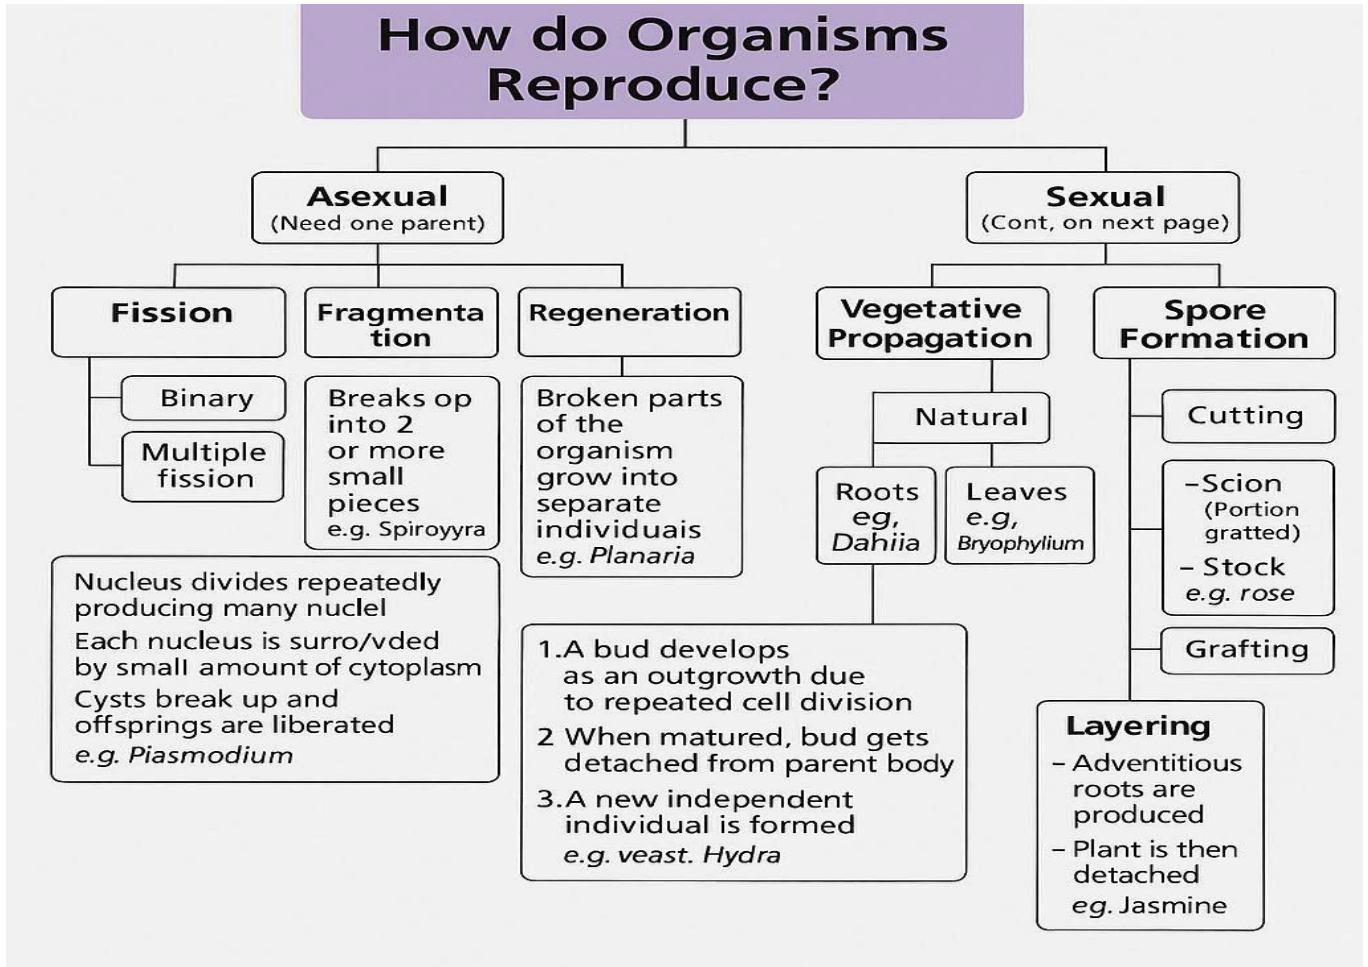 How do Organisms
Reproduce?
Asexual
(Need one parent)
Sexual
(Cont, on next page)
Fission
Binary
Multiple
fission
Fragmenta
tion
Breaks op
into 2
or more
small
pieces
e.g. Spiroyyra
Regeneration
Broken parts
of the
organism
grow into
separate
individuais
e.g. Planaria
Vegetative
Propagation
Natural
Roots
eg,
Dahiia
Leaves
e.g,
Bryophylium
Spore
Formation
Cutting
–Scion
(Portion
gratted)
– Stock
e.g. rose
Grafting
Nucleus divides repeatedly
producing many nuclel
Each nucleus is surro/vded
by small amount of cytoplasm
Cysts break up and
offsprings are liberated
e.g. Piasmodium
1.A bud develops
as an outgrowth due
to repeated cell division
2 When matured, bud gets
detached from parent body
3.A new independent
individual is formed
e.g. veast. Hydra
Layering
– Adventitious
roots are
produced
– Plant is then
detached
eg. Jasmine